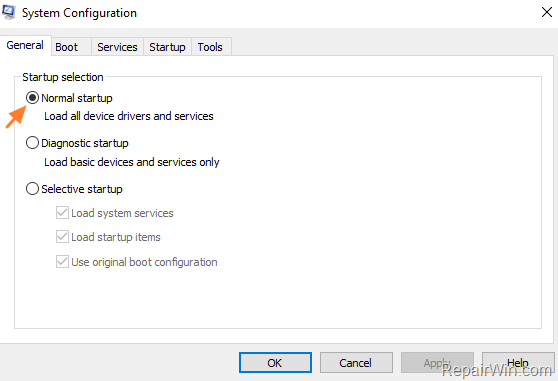 System Configuration
General Boot Services Startup Tools
Startup selection
Normal startup
Load all device drivers and services
Diagnostic startup
Load basic devices and services only
Selective startup
Load system services
Load startup items
Use original boot configuration
OK Cancel Apply Help
RepairWin.com